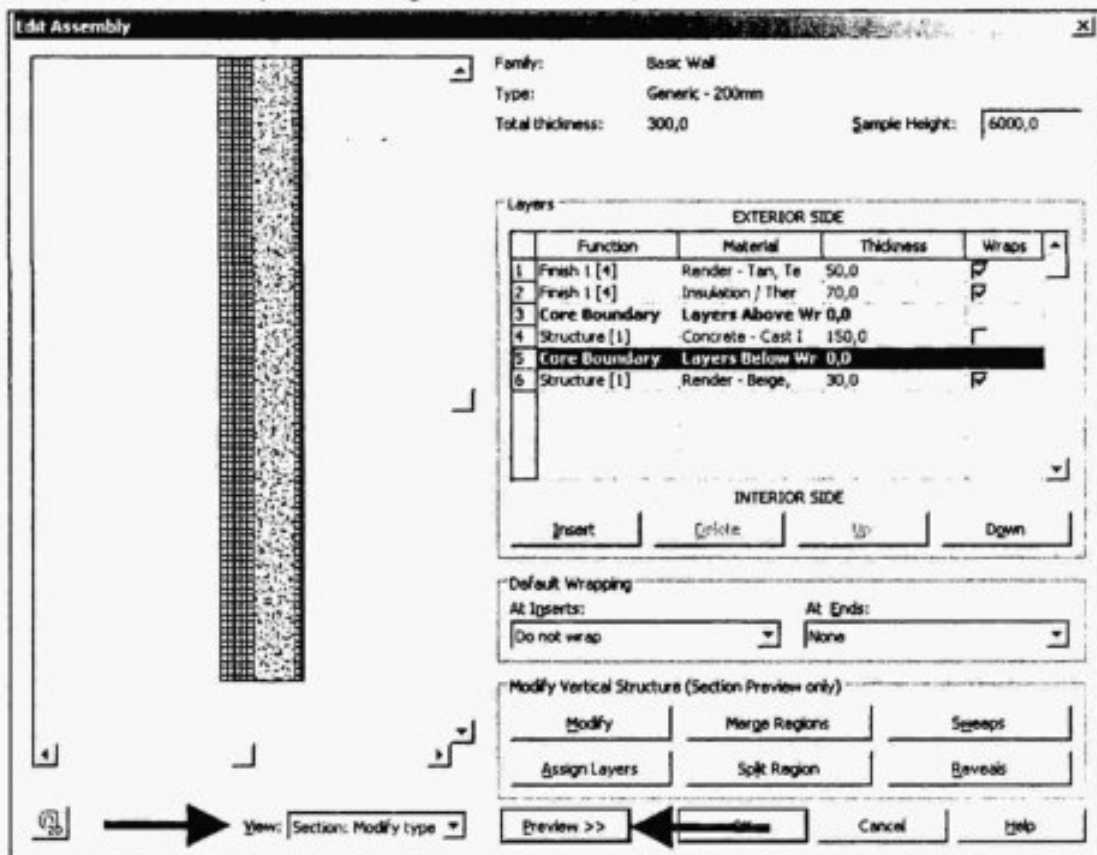 Edit Assembly
Family: Basic Wall
Type: Generic - 200mm
Total thickness: 300,0 Sample Height: 6000,0
Layers
EXTERIOR SIDE
Function Material Thickness Wraps
1 Finish 1 [4] Render - Tan, Te 50,0
2 Finish 1 [4] Insulation / Ther 70,0
3 Core Boundary Layers Above Wr 0,0
4 Structure [1] Concrete - Cast I 150,0
5 Core Boundary Layers Below Wr 0,0
6 Structure [1] Render - Beige, 30,0
INTERIOR SIDE
Insert Delete Up Down
Default Wrapping
At Inserts: At Ends:
Do not wrap None
Modify Vertical Structure (Section Preview only)
Modify Merge Regions Sweeps
Assign Layers Split Region Reveals
View: Section: Modify type Preview >> Cancel Help